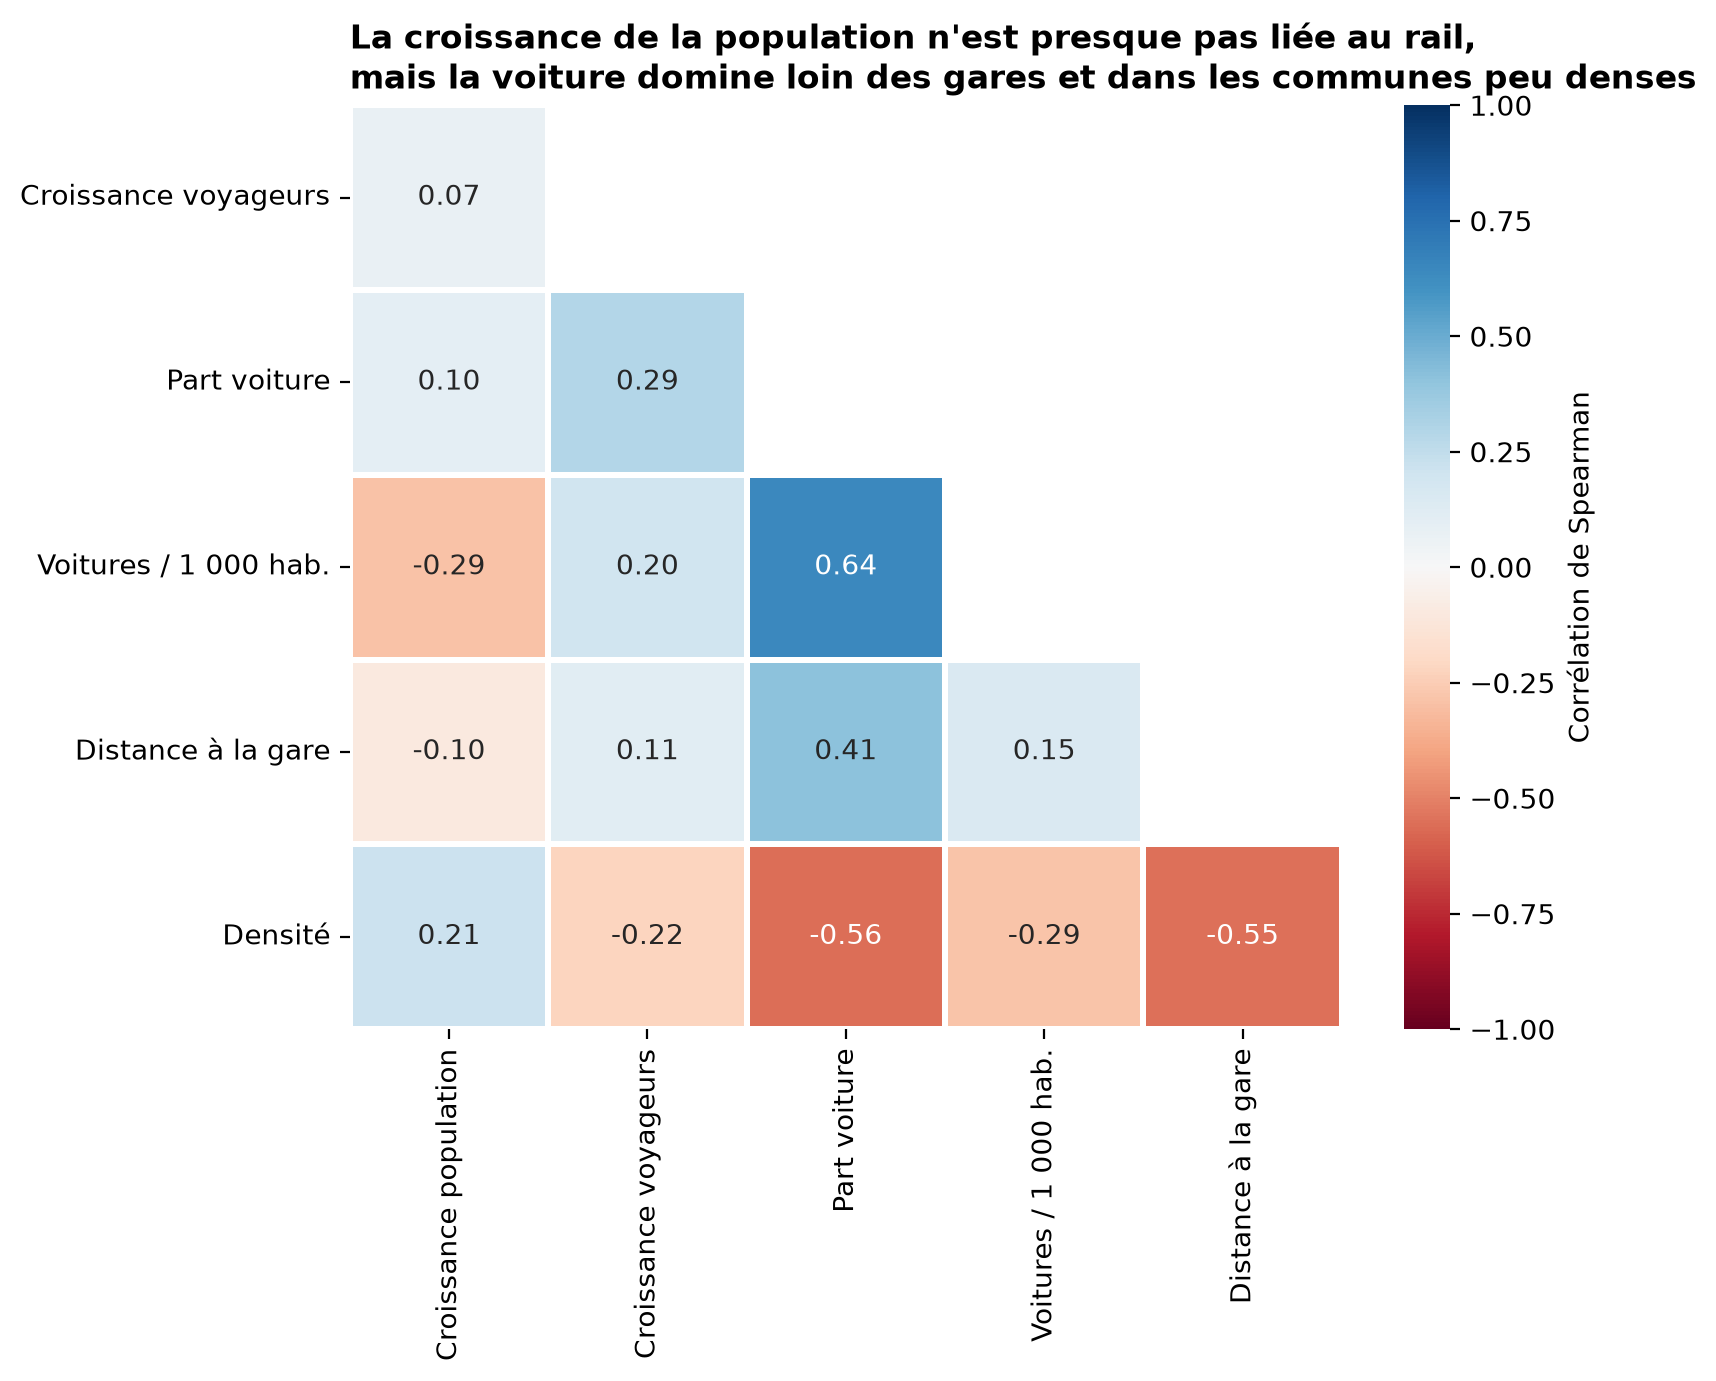 La croissance de la population n'est presque pas liée au rail,
mais la voiture domine loin des gares et dans les communes peu denses
Croissance voyageurs
0.07
Part voiture
0.10
0.29
Voitures / 1 000 hab.
-0.29
0.20
0.64
Distance à la gare
-0.10
0.11
0.41
0.15
Densité
0.21
-0.22
-0.56
-0.29
-0.55
Croissance population
Croissance voyageurs
Part voiture
Voitures / 1 000 hab.
Distance à la gare
1.00
0.75
0.50
0.25
0.00
−0.25
−0.50
−0.75
−1.00
Corrélation de Spearman